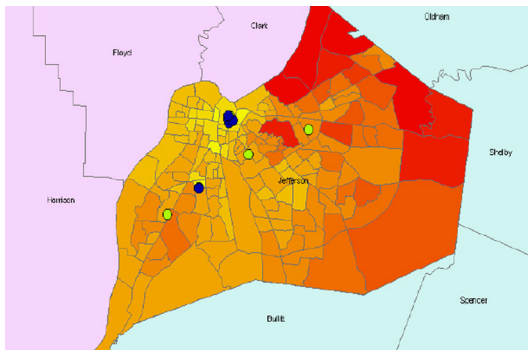 Oldham
Clark
Floyd
Shelby
Jefferson
Harrison
Spencer
Bullitt